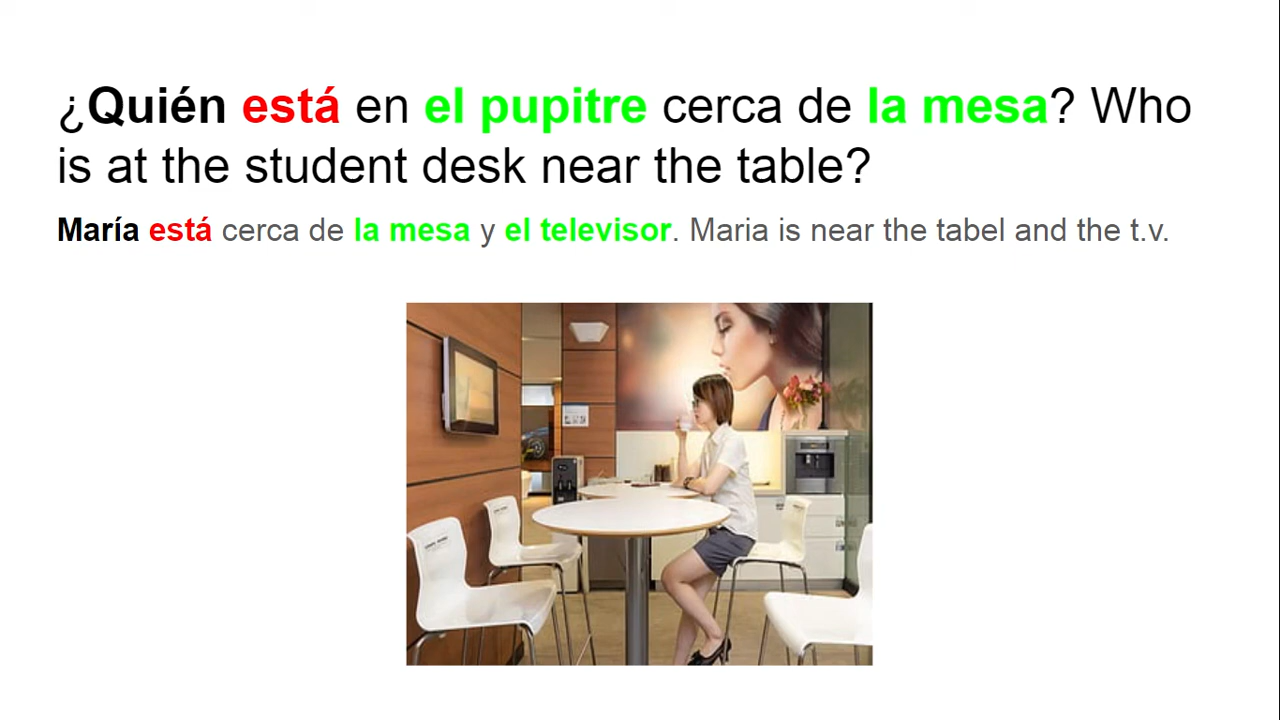 ¿Quién está en el pupitre cerca de la mesa? Who
is at the student desk near the table?
María está cerca de la mesa y el televisor. Maria is near the tabel and the t.v.